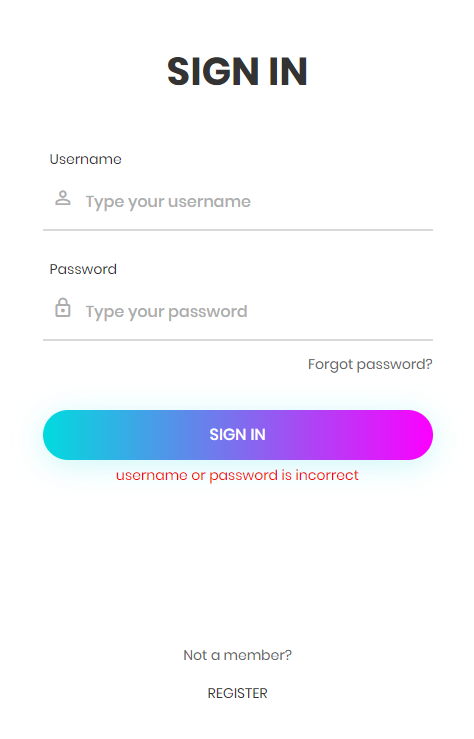 SIGN IN
Username
Type your username
Password
Type your password
Forgot password?
SIGN IN
username or password is incorrect
Not a member?
REGISTER